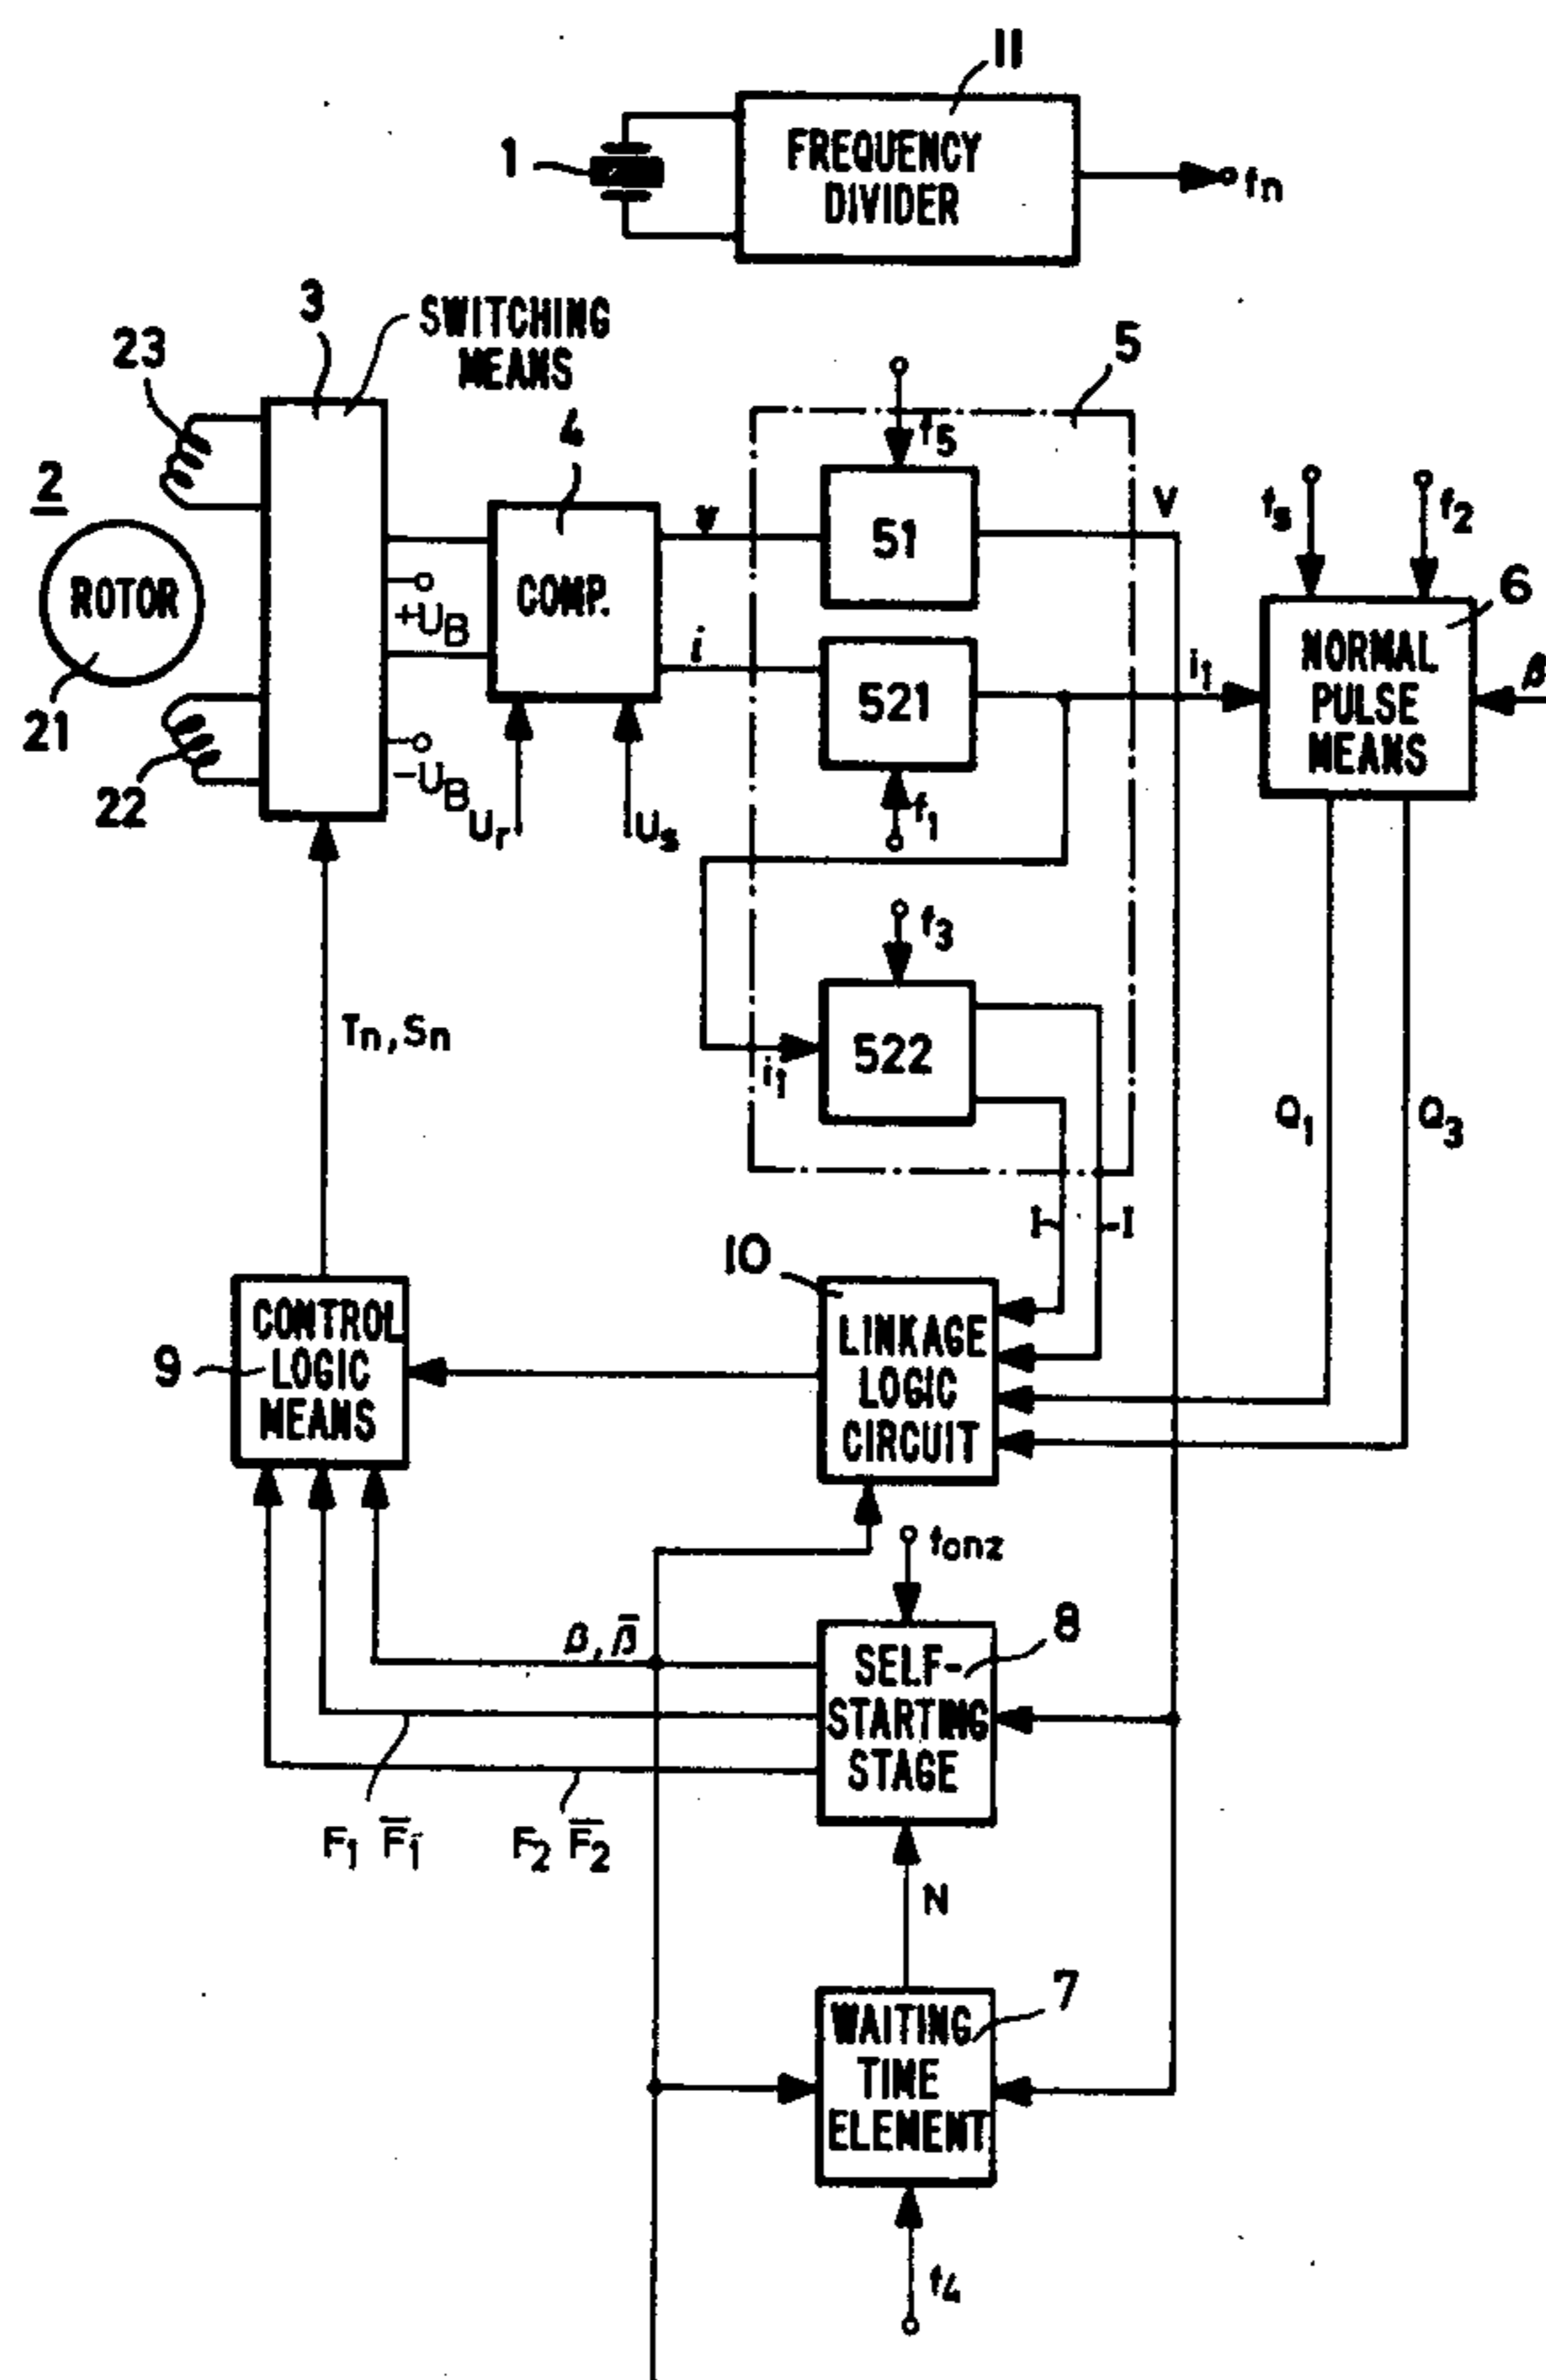 11
1
FREQUENCY
DIVIDER
fn
3
SWITCHING
MEANS
23
5
4
f5
2
V
fs
f2
51
6
ROTOR
COMP.
+UB
NORMAL
PULSE
MEANS
i
i1
β
521
21
22
-UB
Ur
Us
f1
f3
Tn, Sn
522
i1
Q1
Q3
I
-I
10
CONTROL
LOGIC
MEANS
9
LINKAGE
LOGIC
CIRCUIT
β, β̅
8
SELF-
STARTING
STAGE
F1 F̅1
F2 F̅2
N
7
WAITING
TIME
ELEMENT
f4